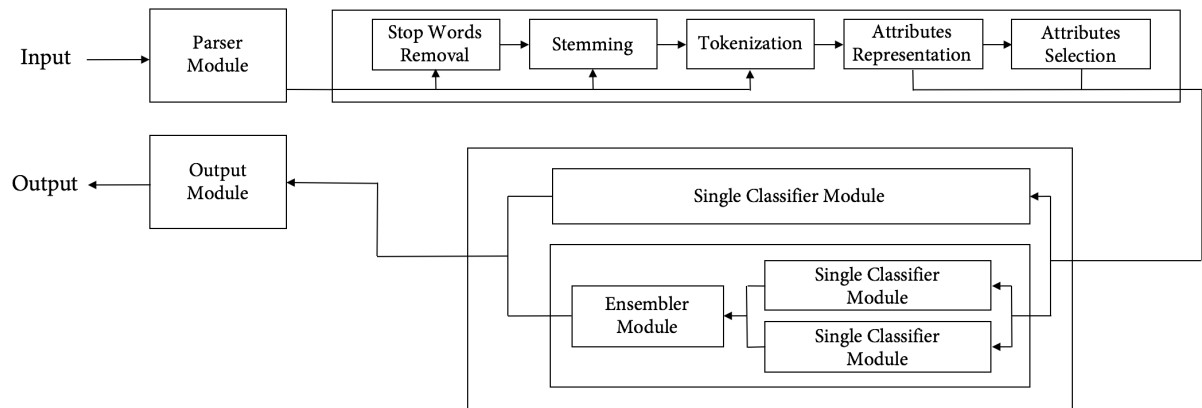 Input
Parser
Module
Stop Words
Removal
Stemming
Tokenization
Attributes
Representation
Attributes
Selection
Output
Output
Module
Single Classifier Module
Ensembler
Module
Single Classifier
Module
Single Classifier
Module